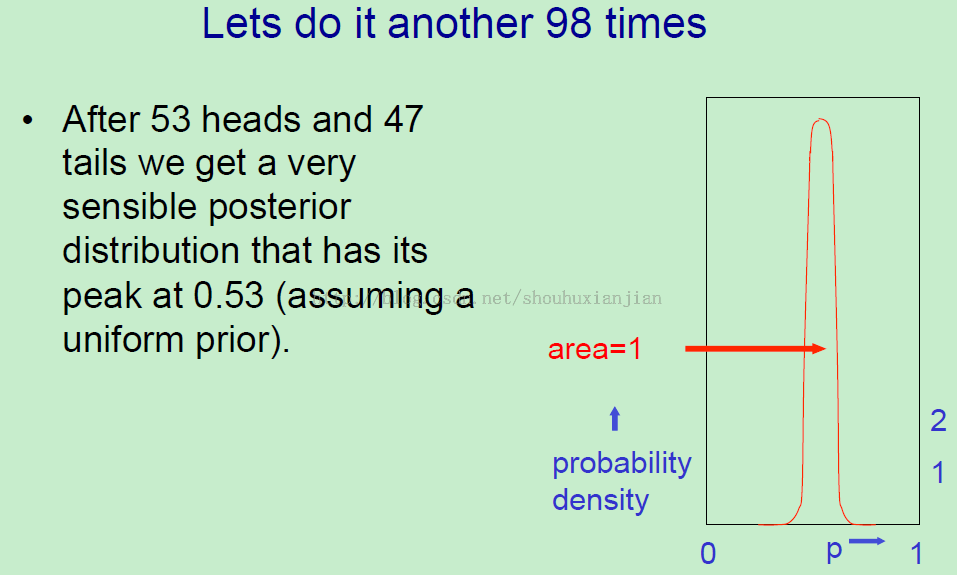 Lets do it another 98 times
• After 53 heads and 47
tails we get a very
sensible posterior
distribution that has its
peak at 0.53 (assuming a
uniform prior).
http://blog.csdn.net/shouhuxianjian
area=1
probability
density
2
1
0
p
1